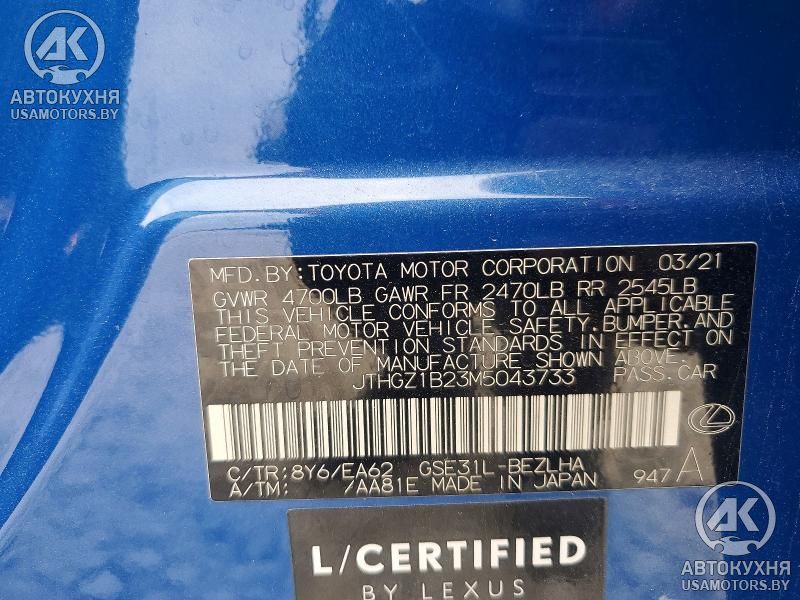 АК
АВТОКУХНЯ
USAMOTORS.BY
MFD.BY:TOYOTA MOTOR CORPORATION 03/21
GVWR 4700LB GAWR FR 2470LB RR 2545LB
THIS VEHICLE CONFORMS TO ALL APPLICABLE
FEDERAL MOTOR VEHICLE SAFETY,BUMPER,AND
THEFT PREVENTION STANDARDS IN EFFECT ON
THE DATE OF MANUFACTURE SHOWN ABOVE.
JTHGZ1B23M5043733 PASS.CAR
C/TR:8Y6/EA62 GSE31L-BEZLHA
A/TM: /AA81E MADE IN JAPAN 947 A
L/CERTIFIED
BY LEXUS
АК
АВТОКУХНЯ
USAMOTORS.BY